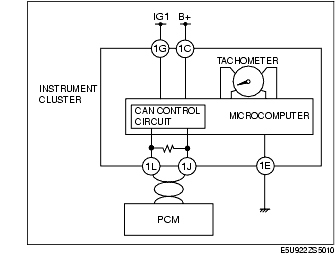 IG1 B+
1G 1C
TACHOMETER
INSTRUMENT
CLUSTER
CAN CONTROL
CIRCUIT
MICROCOMPUTER
1L 1J 1E
PCM
E5U922ZS5010